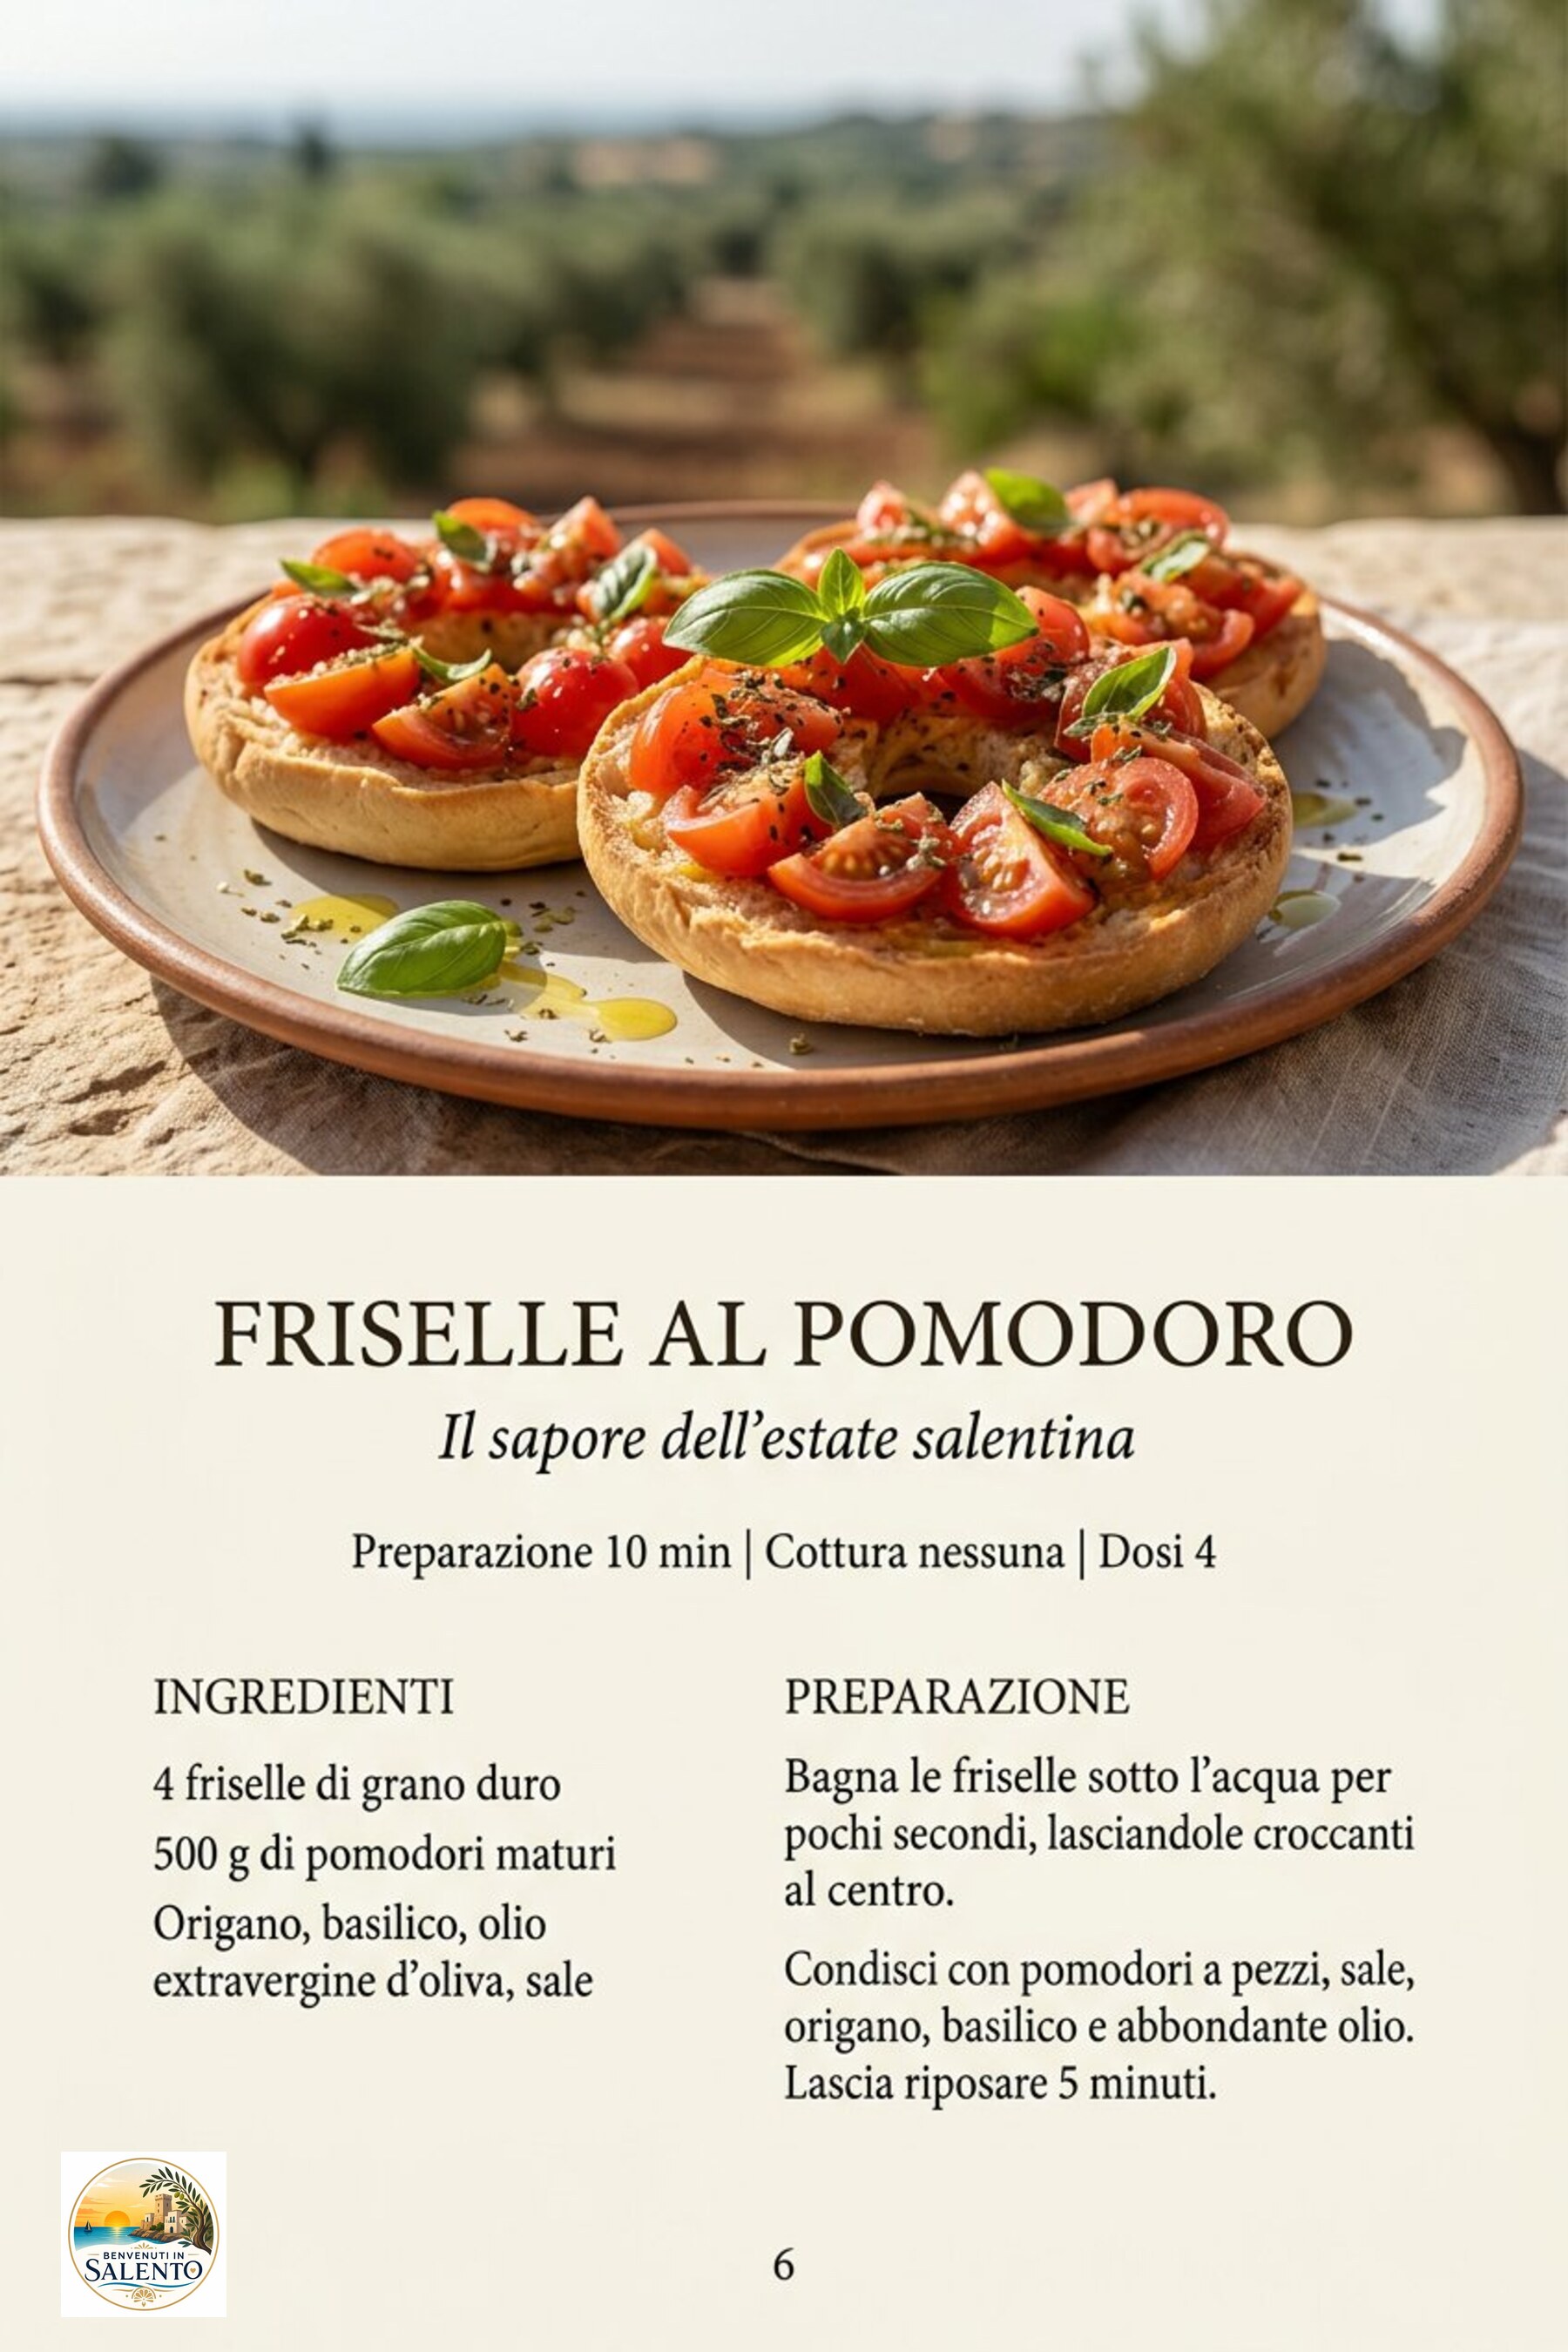 FRISELLE AL POMODORO
Il sapore dell’estate salentina
Preparazione 10 min | Cottura nessuna | Dosi 4
INGREDIENTI
4 friselle di grano duro
500 g di pomodori maturi
Origano, basilico, olio
extravergine d’oliva, sale
PREPARAZIONE
Bagna le friselle sotto l’acqua per
pochi secondi, lasciandole croccanti
al centro.
Condisci con pomodori a pezzi, sale,
origano, basilico e abbondante olio.
Lascia riposare 5 minuti.
BENVENUTI IN
SALENTO
6